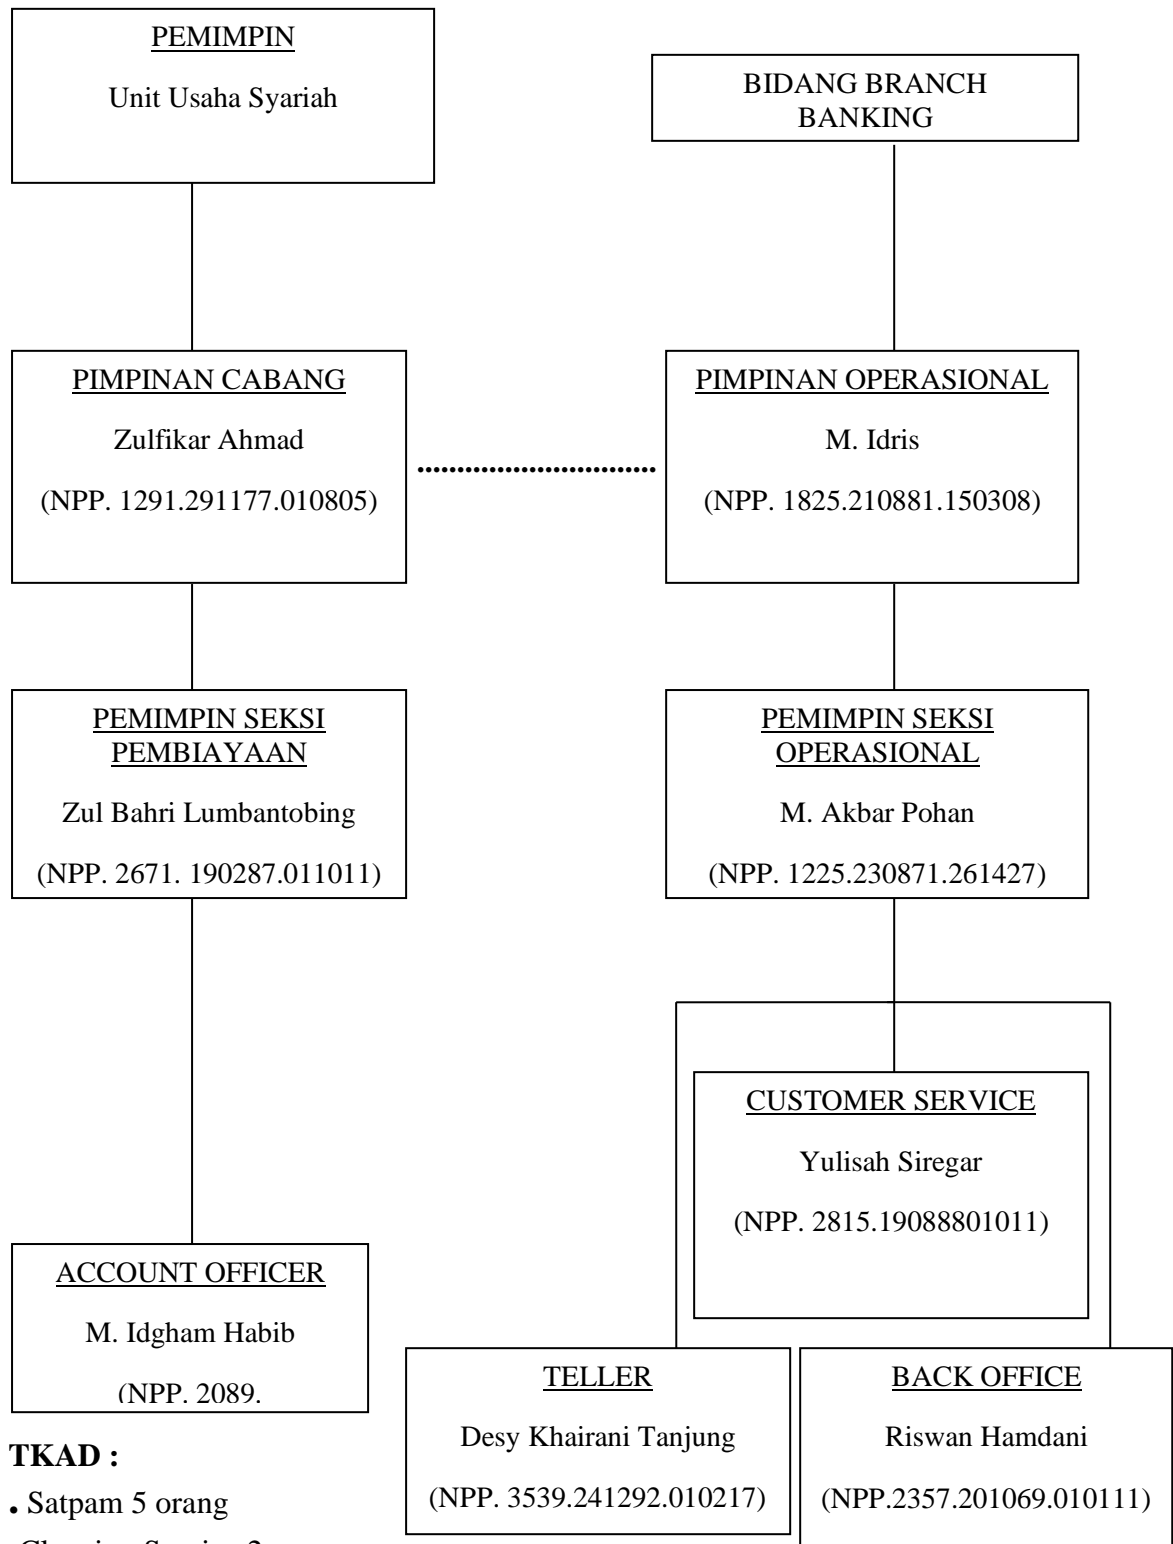 PEMIMPIN
Unit Usaha Syariah
BIDANG BRANCH
BANKING
PIMPINAN CABANG
Zulfikar Ahmad
(NPP. 1291.291177.010805)
..............................
PIMPINAN OPERASIONAL
M. Idris
(NPP. 1825.210881.150308)
PEMIMPIN SEKSI
PEMBIAYAAN
Zul Bahri Lumbantobing
(NPP. 2671. 190287.011011)
PEMIMPIN SEKSI
OPERASIONAL
M. Akbar Pohan
(NPP. 1225.230871.261427)
CUSTOMER SERVICE
Yulisah Siregar
(NPP. 2815.19088801011)
ACCOUNT OFFICER
M. Idgham Habib
(NPP. 2089.
TELLER
Desy Khairani Tanjung
(NPP. 3539.241292.010217)
BACK OFFICE
Riswan Hamdani
(NPP.2357.201069.010111)
TKAD :
. Satpam 5 orang